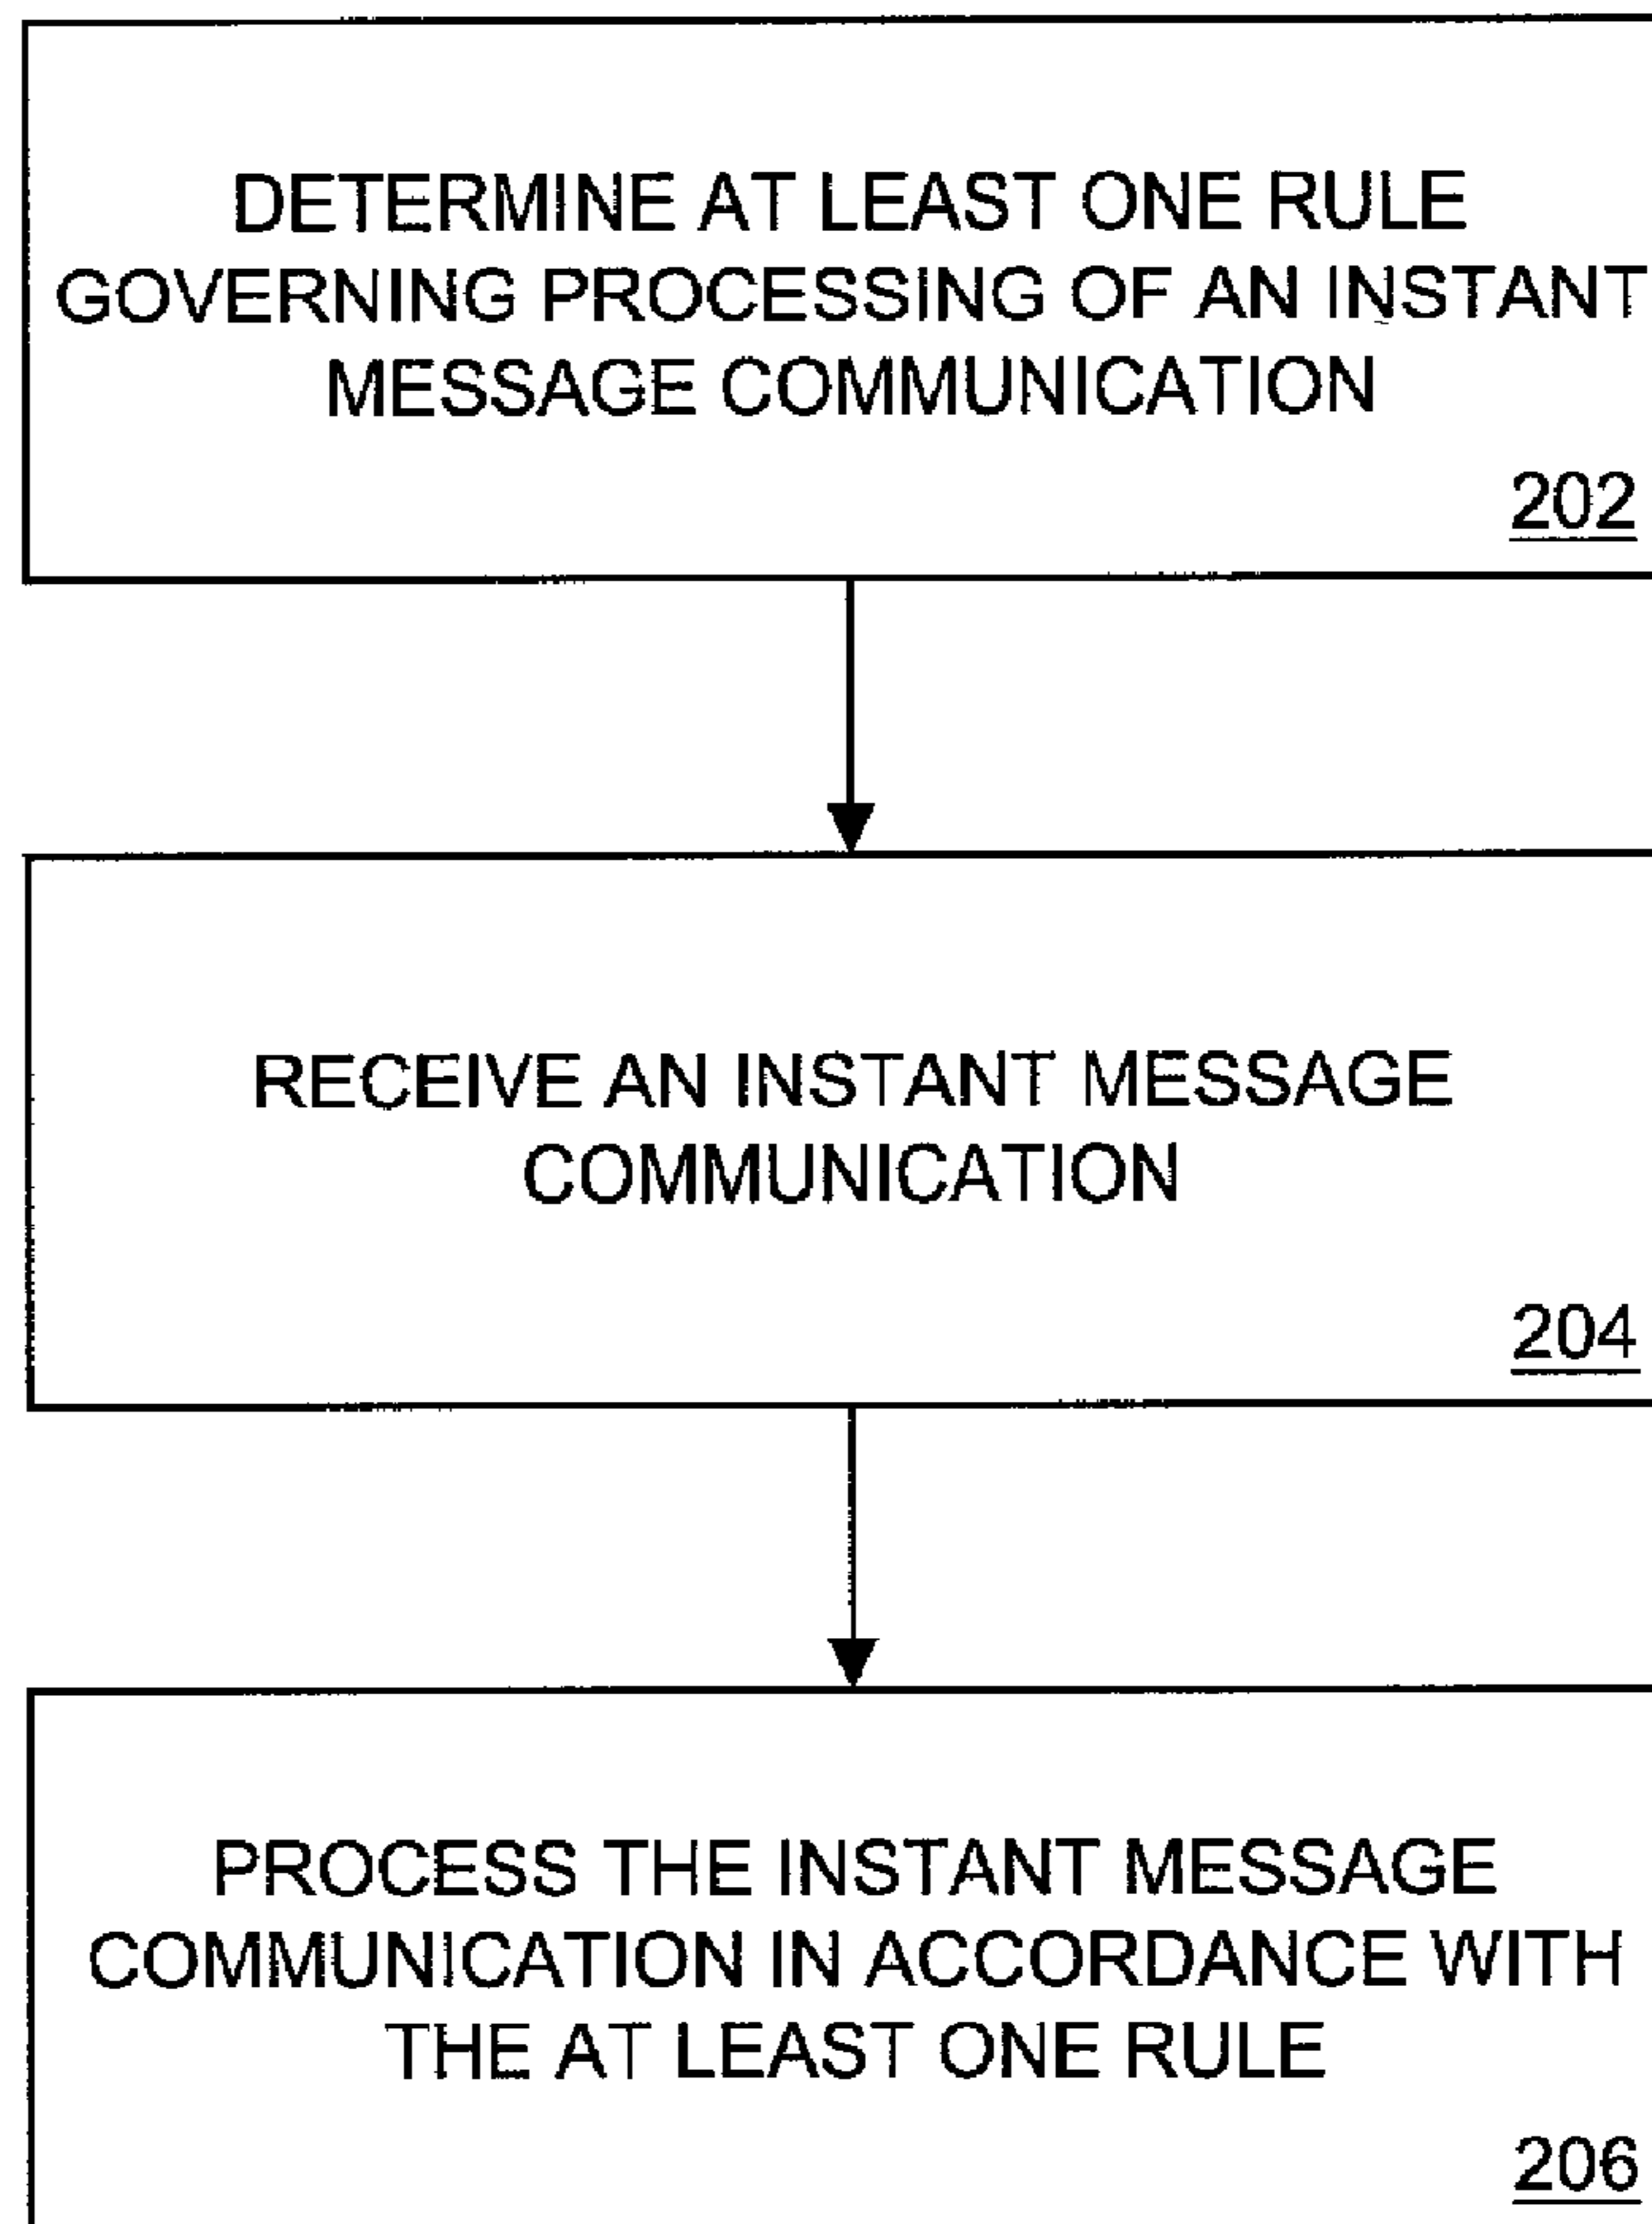 DETERMINE AT LEAST ONE RULE
GOVERNING PROCESSING OF AN INSTANT
MESSAGE COMMUNICATION
202
RECEIVE AN INSTANT MESSAGE
COMMUNICATION
204
PROCESS THE INSTANT MESSAGE
COMMUNICATION IN ACCORDANCE WITH
THE AT LEAST ONE RULE
206